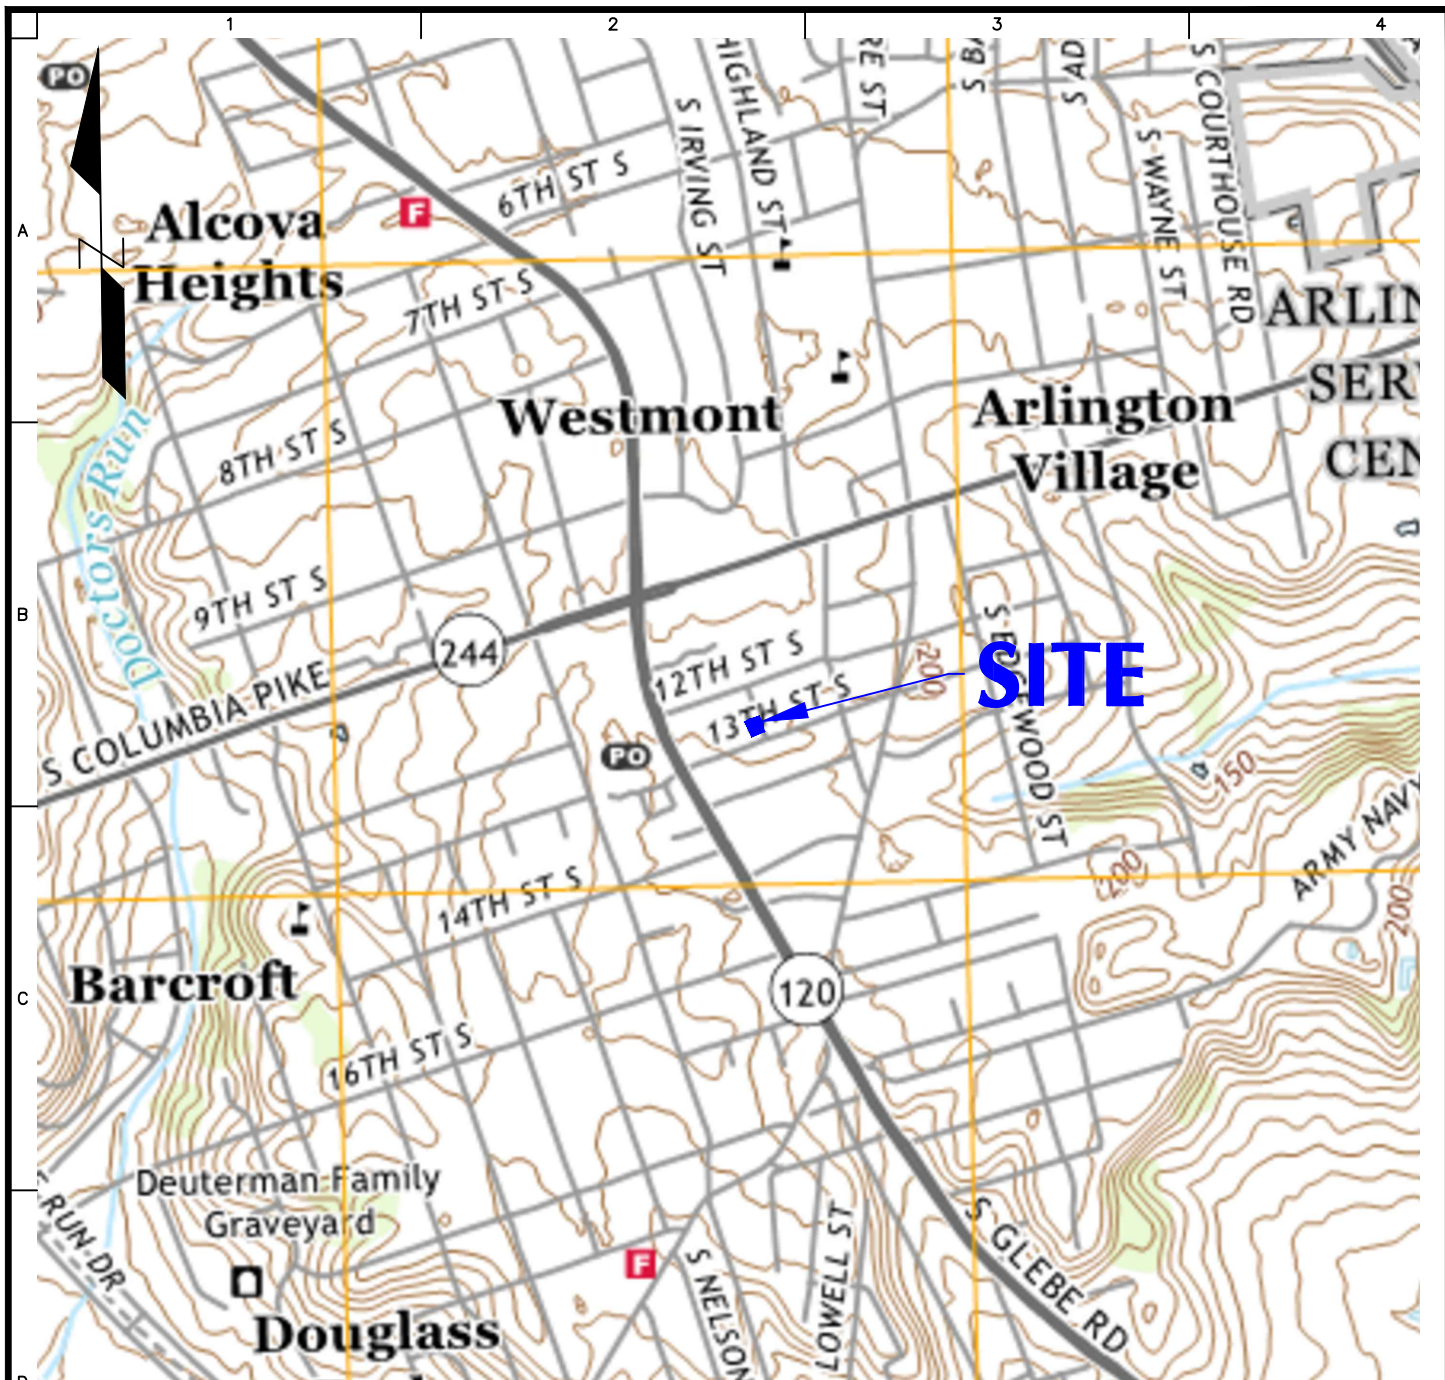 1
2
3
4
PO
S IRVING ST
HIGHLAND ST
RE ST
S BA
S AD
S WAYNE ST
S COURTHOUSE RD
6TH ST S
F
A
Alcova
Heights
7TH ST S
ARLIN
SER
CEN
Westmont
Arlington
Village
8TH ST S
Doctors Run
9TH ST S
B
244
12TH ST S
200
S EDGEWOOD ST
SITE
13TH ST S
S COLUMBIA PIKE
PO
150
ARMY NAVY
200
200
14TH ST S
C
Barcroft
120
16TH ST S
Deuterman Family
Graveyard
RUN DR
F
S NELSON
LOWELL ST
S GLEBE RD
Douglass